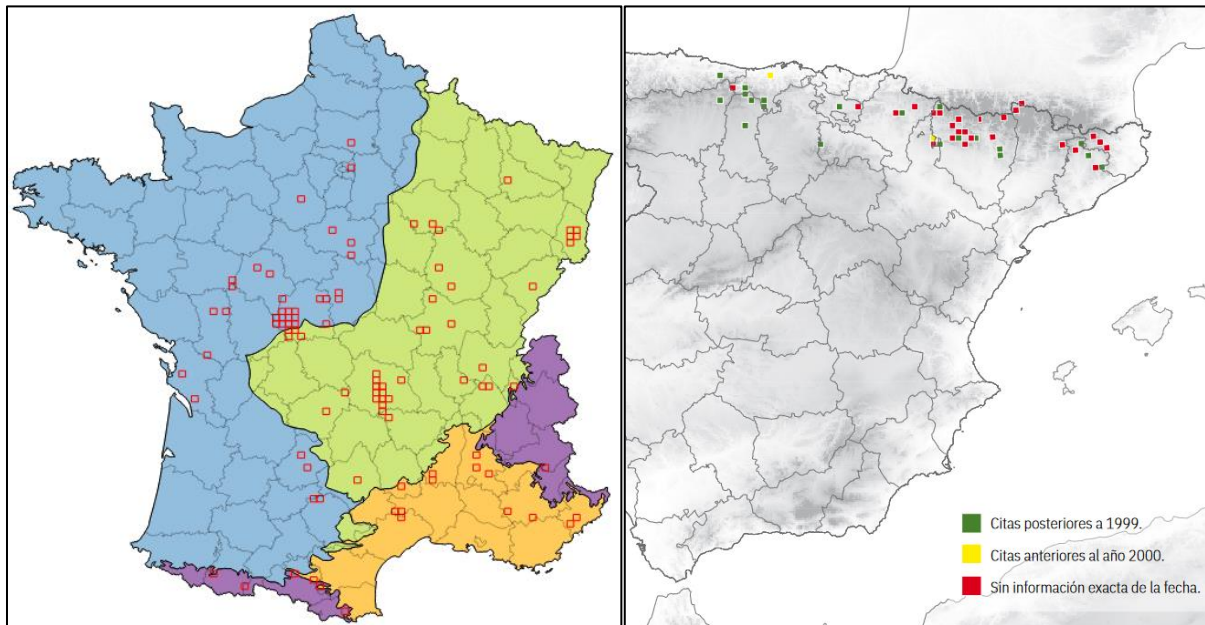 Citas posteriores a 1999.
Citas anteriores al año 2000.
Sin información exacta de la fecha.